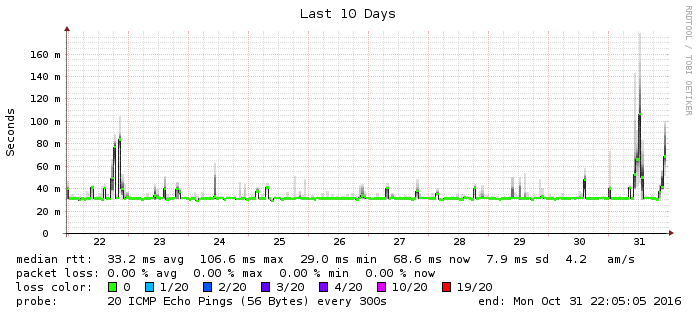 Last 10 Days
RRDTOOL / TOBI OETIKER
Seconds
160 m
140 m
120 m
100 m
80 m
60 m
40 m
20 m
0
22 23 24 25 26 27 28 29 30 31
median rtt: 33.2 ms avg 106.6 ms max 29.0 ms min 68.6 ms now 7.9 ms sd 4.2 am/s
packet loss: 0.00 % avg 0.00 % max 0.00 % min 0.00 % now
loss color: 0 1/20 2/20 3/20 4/20 10/20 19/20
probe: 20 ICMP Echo Pings (56 Bytes) every 300s end: Mon Oct 31 22:05:05 2016